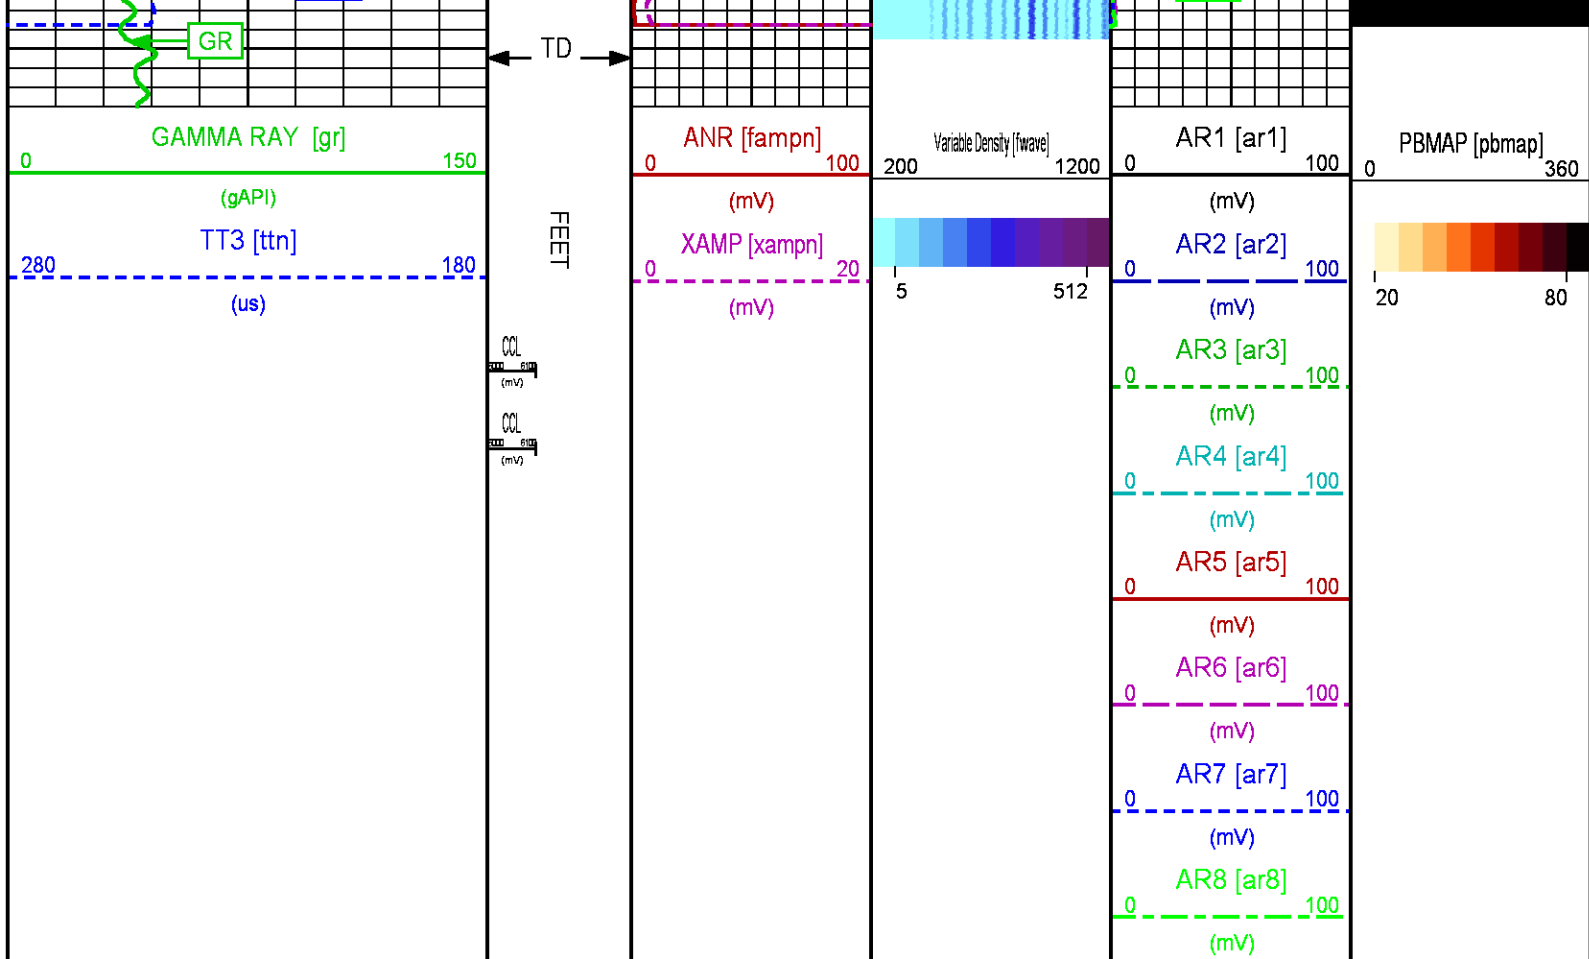 GR
TD
GAMMA RAY [gr]
0 150
(gAPI)
TT3 [ttn]
280 180
(us)
FEET
CCL
(mV)
CCL
(mV)
ANR [fampn]
0 100
(mV)
XAMP [xampn]
0 20
(mV)
Variable Density [fwave]
200 1200
5 512
AR1 [ar1]
0 100
(mV)
AR2 [ar2]
0 100
(mV)
AR3 [ar3]
0 100
(mV)
AR4 [ar4]
0 100
(mV)
AR5 [ar5]
0 100
(mV)
AR6 [ar6]
0 100
(mV)
AR7 [ar7]
0 100
(mV)
AR8 [ar8]
0 100
(mV)
PBMAP [pbmap]
0 360
20 80